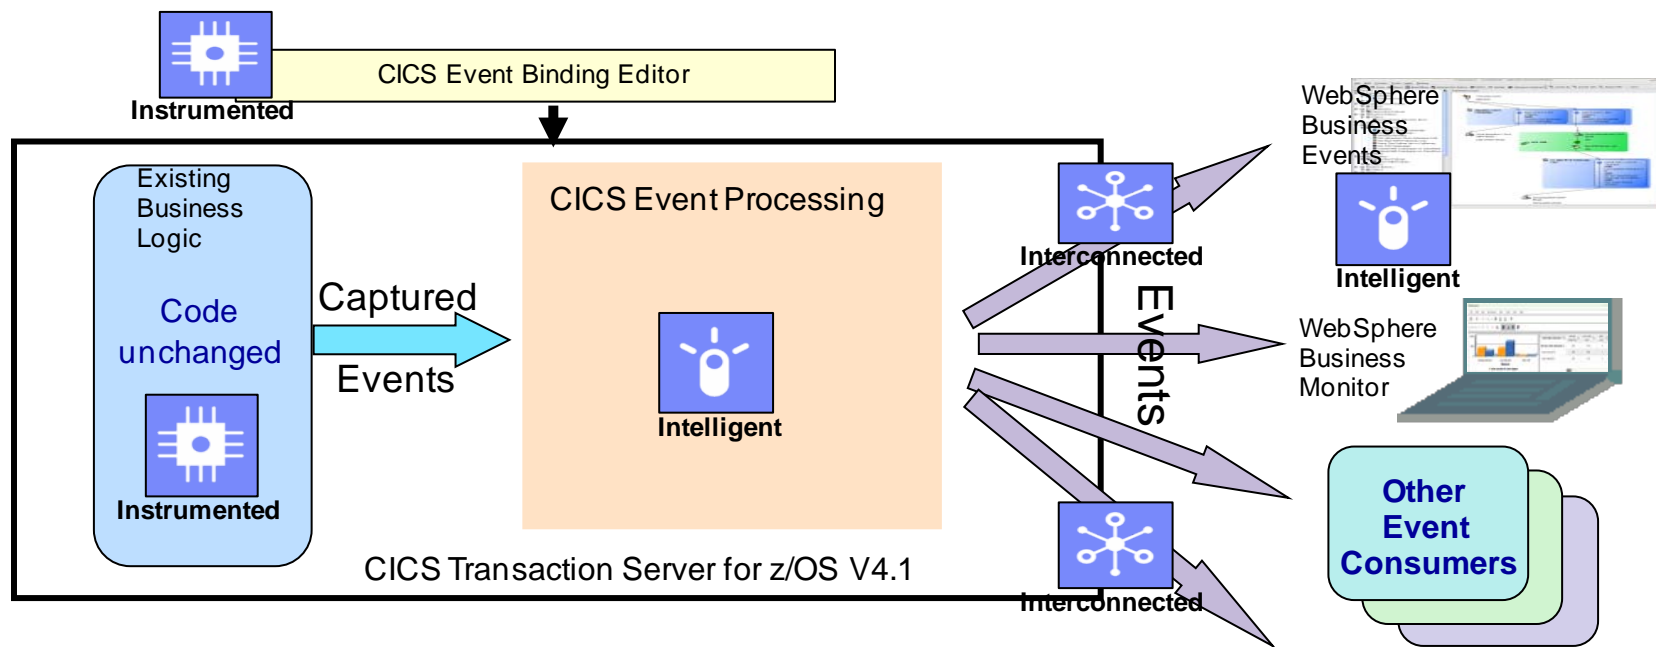 CICS Event Binding Editor
Instrumented
Existing
Business
Logic
Code
unchanged
Instrumented
Captured
Events
CICS Event Processing
Intelligent
CICS Transaction Server for z/OS V4.1
Interconnected
Events
Interconnected
WebSphere
Business
Events
Intelligent
WebSphere
Business
Monitor
Other
Event
Consumers